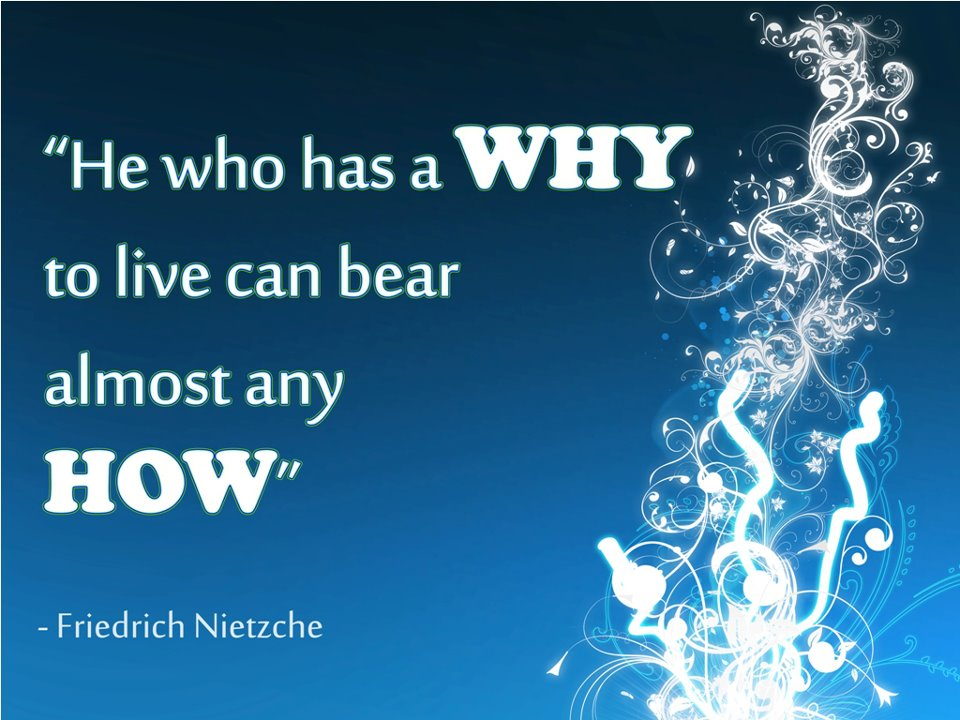 “He who has a WHY
to live can bear
almost any
HOW”
- Friedrich Nietzche